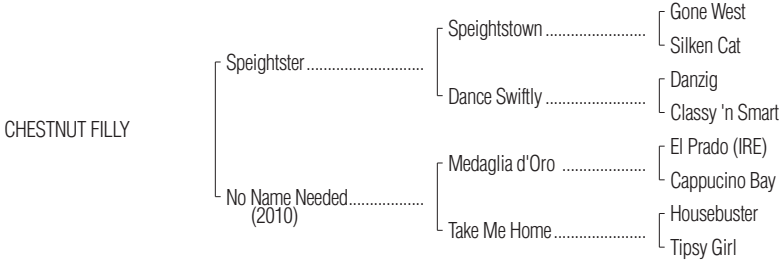 Gone West
Speightstown
Silken Cat
Speightster
Danzig
Dance Swiftly
Classy 'n Smart
CHESTNUT FILLY
El Prado (IRE)
Medaglia d'Oro
Cappucino Bay
No Name Needed
(2010)
Housebuster
Take Me Home
Tipsy Girl